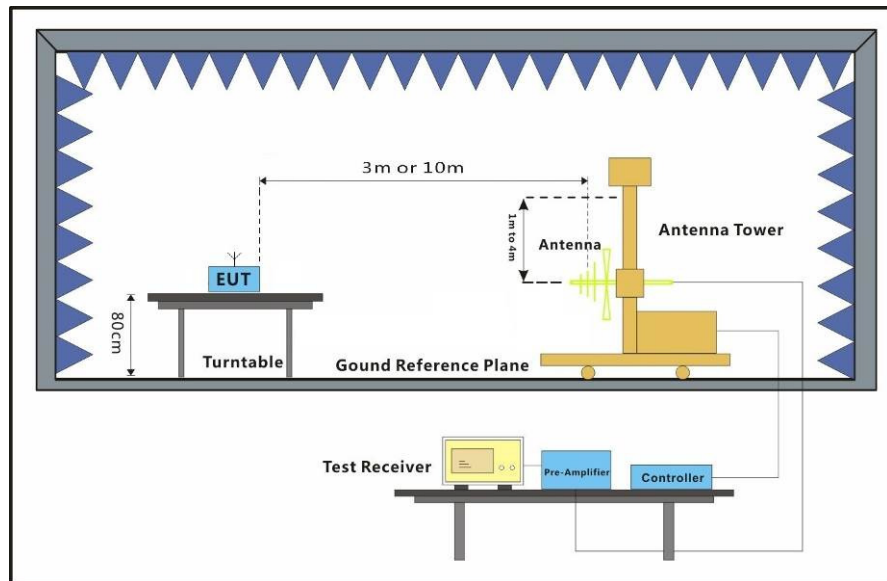 3m or 10m
1m to 4m
Antenna
Antenna Tower
EUT
80cm
Turntable
Gound Reference Plane
Test Receiver
Pre-Amplifier
Controller